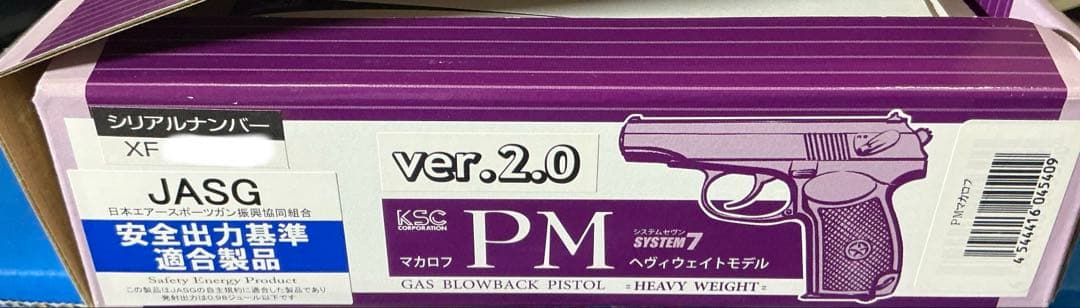 シリアルナンバー
XF
JASG
日本エアースポーツガン振興協同組合
安全出力基準
適合製品
Safety Energy Product
この製品はJASGの自主規約に適合した製品であり
発射出力は0.98ジュール以下です
ver.2.0
KSC
CORPORATION
マカロフ
PM
システムセヴン
SYSTEM7
ヘヴィウェイトモデル
GAS BLOWBACK PISTOL
HEAVY WEIGHT
PMマカロフ
4 544416 045409